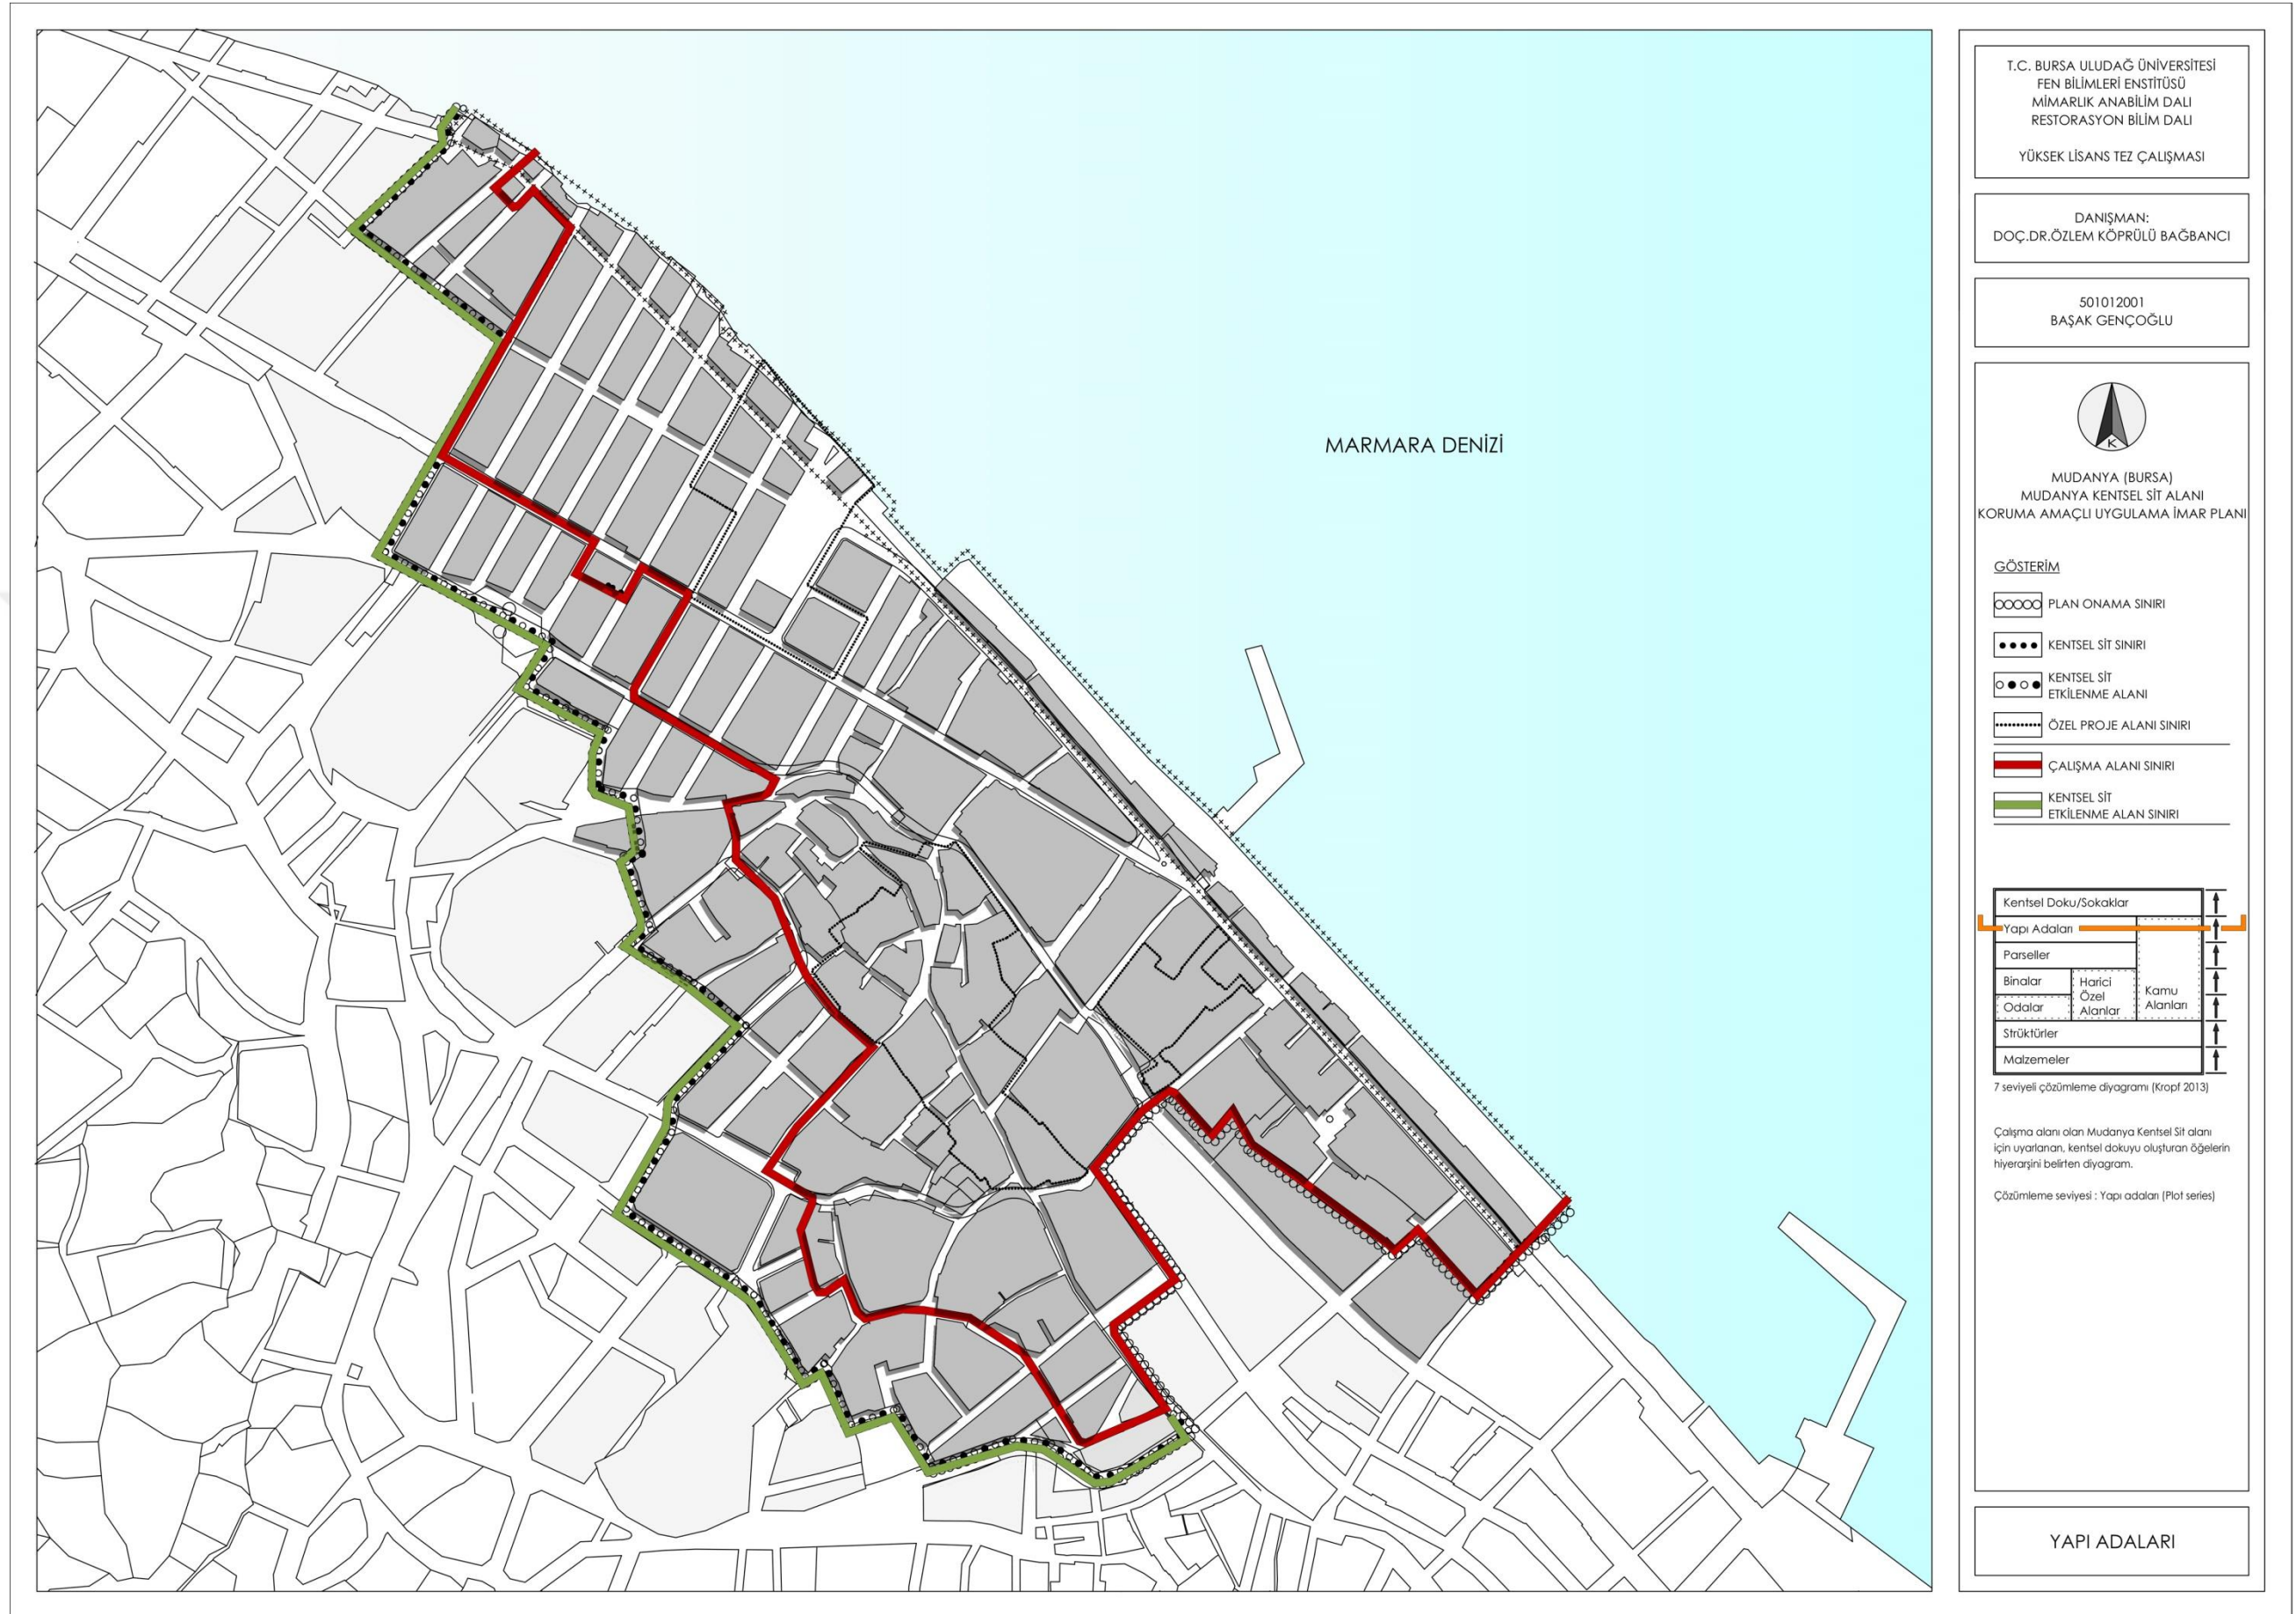 MARMARA DENİZİ
T.C. BURSA ULUDAĞ ÜNİVERSİTESİ
FEN BİLİMLERİ ENSTİTÜSÜ
MİMARLIK ANABİLİM DALI
RESTORASYON BİLİM DALI
YÜKSEK LİSANS TEZ ÇALIŞMASI
DANIŞMAN:
DOÇ.DR.ÖZLEM KÖPRÜLÜ BAĞBANCI
501012001
BAŞAK GENÇOĞLU
K
MUDANYA (BURSA)
MUDANYA KENTSEL SİT ALANI
KORUMA AMAÇLI UYGULAMA İMAR PLANI
GÖSTERİM
PLAN ONAMA SINIRI
KENTSEL SİT SINIRI
KENTSEL SİT
ETKİLENME ALANI
ÖZEL PROJE ALANI SINIRI
ÇALIŞMA ALANI SINIRI
KENTSEL SİT
ETKİLENME ALAN SINIRI
Kentsel Doku/Sokaklar
Yapı Adaları
Parseller
Binalar
Odalar
Harici
Özel
Alanlar
Kamu
Alanları
Strüktürler
Malzemeler
7 seviyeli çözümleme diyagramı (Kropf 2013)
Çalışma alanı olan Mudanya Kentsel Sit alanı
için uyarlanan, kentsel dokuyu oluşturan öğelerin
hiyerarşini belirten diyagram.
Çözümleme seviyesi : Yapı adaları (Plot series)
YAPI ADALARI